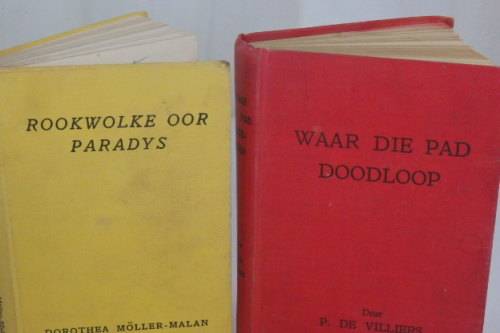 ROOKWOLKE OOR
PARADYS
DOROTHEA MÖLLER-MALAN
WAAR DIE PAD
DOODLOOP
Deur
P. DE VILLIERS